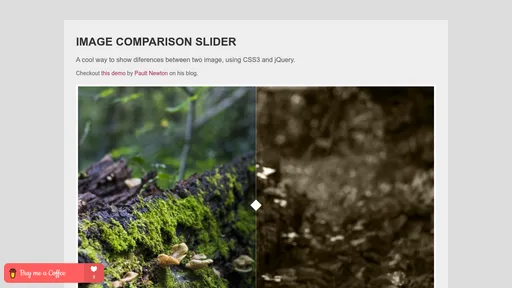 IMAGE COMPARISON SLIDER
A cool way to show diferences between two image, using CSS3 and jQuery.
Checkout this demo by Pault Newton on his blog.
Buy me a Coffee